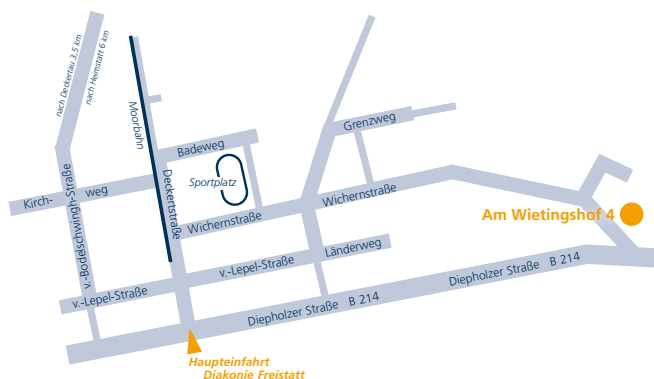 nach Deckertau 3,5 km
nach Heimstatt 6 km
Moorbahn
Grenzweg
Badeweg
Sportplatz
Kirch- weg
v.-Bodelschwingh-Straße
Deckertstraße
Wichernstraße
Wichernstraße
Am Wietingshof 4
Länderweg
v.-Lepel-Straße
v.-Lepel-Straße
Diepholzer Straße B 214
Diepholzer Straße B 214
Haupteinfahrt
Diakonie Freistatt